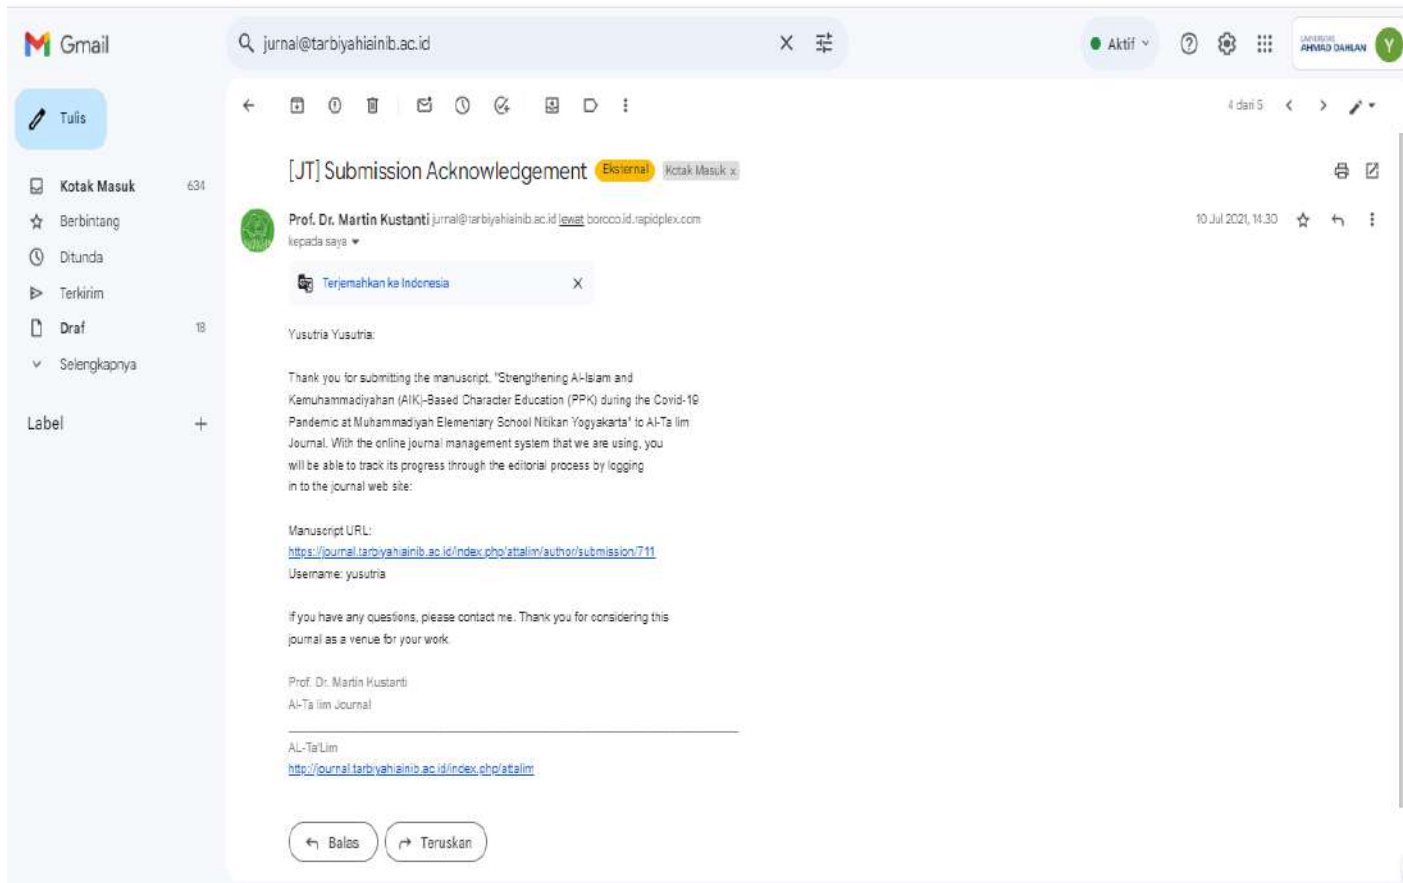 Gmail
jurnal@tarbiyahiainib.ac.id
Aktif
UNIVERSITAS
AHMAD DAHLAN
Y
Tulis
4 dari 5
[JT] Submission Acknowledgement Eksternal Kotak Masuk x
Kotak Masuk 634
Berbintang
Ditunda
Terkirim
Draf 18
Selengkapnya
Label +
Prof. Dr. Martin Kustanti jurnal@tarbiyahiainib.ac.id lewat boroco.id.rapidplex.com
10 Jul 2021, 14.30
kepada saya
Terjemahkan ke Indonesia X
Yusutria Yusutria:
Thank you for submitting the manuscript, "Strengthening Al-Islam and
Kemuhammadiyahan (AIK)-Based Character Education (PPK) during the Covid-19
Pandemic at Muhammadiyah Elementary School Nitikan Yogyakarta" to Al-Ta lim
Journal. With the online journal management system that we are using, you
will be able to track its progress through the editorial process by logging
in to the journal web site:
Manuscript URL:
https://journal.tarbiyahiainib.ac.id/index.php/attalim/author/submission/711
Username: yusutria
If you have any questions, please contact me. Thank you for considering this
journal as a venue for your work.
Prof. Dr. Martin Kustanti
Al-Ta lim Journal
AL-Ta'Lim
http://journal.tarbiyahiainib.ac.id/index.php/attalim
Balas
Teruskan